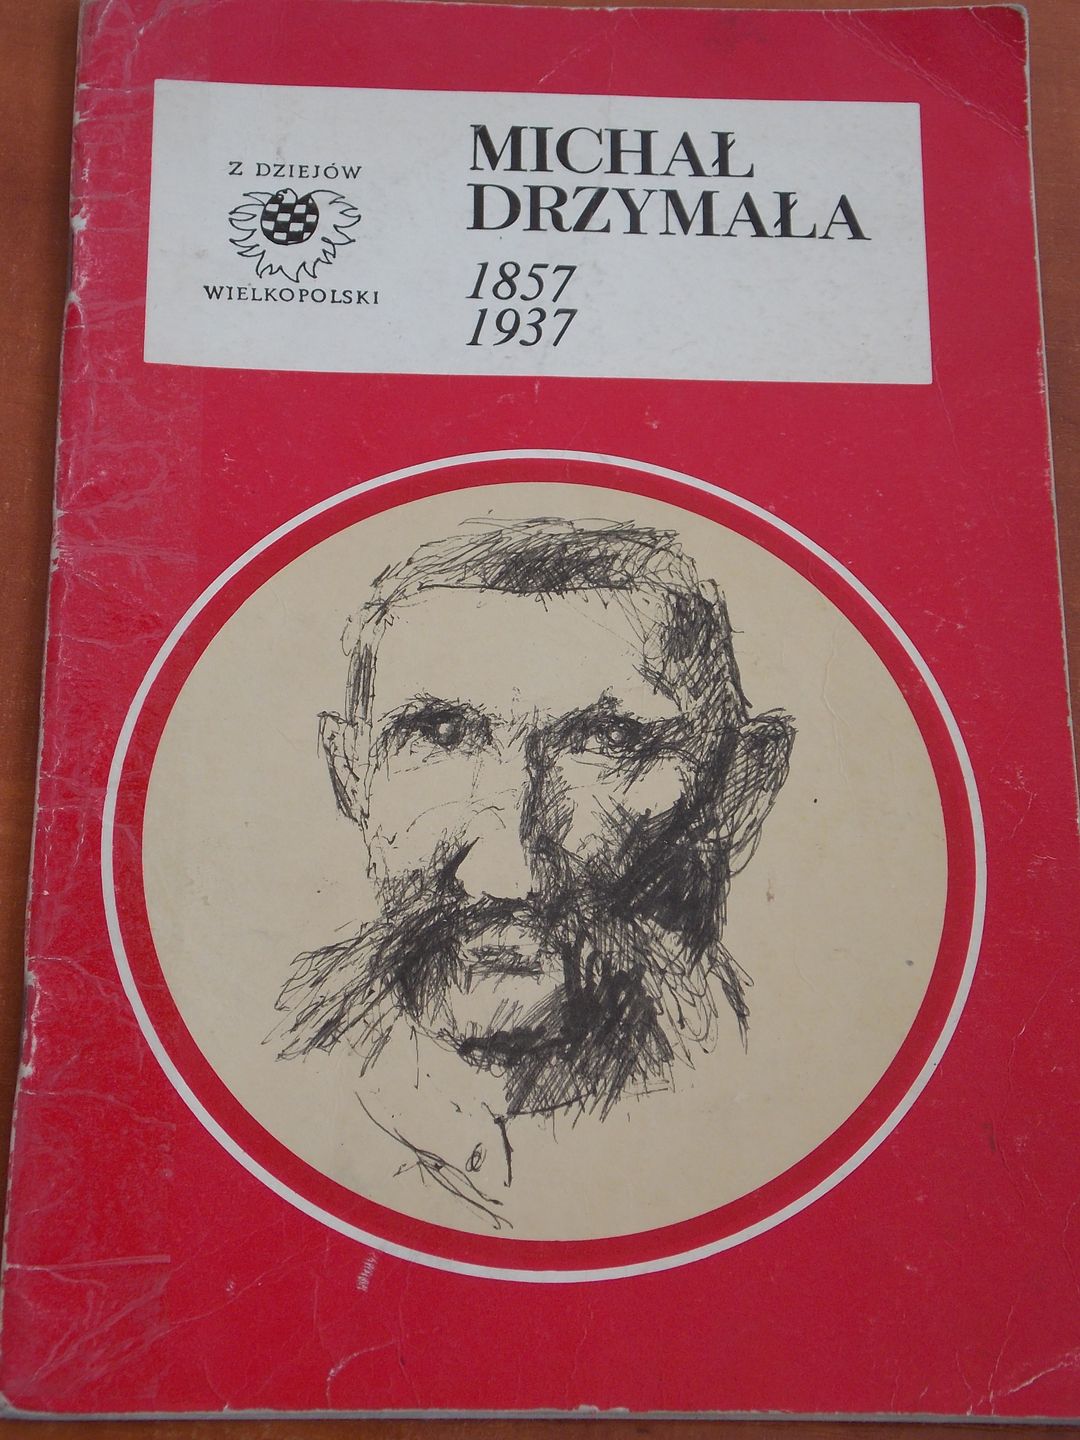 Z DZIEJÓW
WIELKOPOLSKI
MICHAŁ
DRZYMAŁA
1857
1937